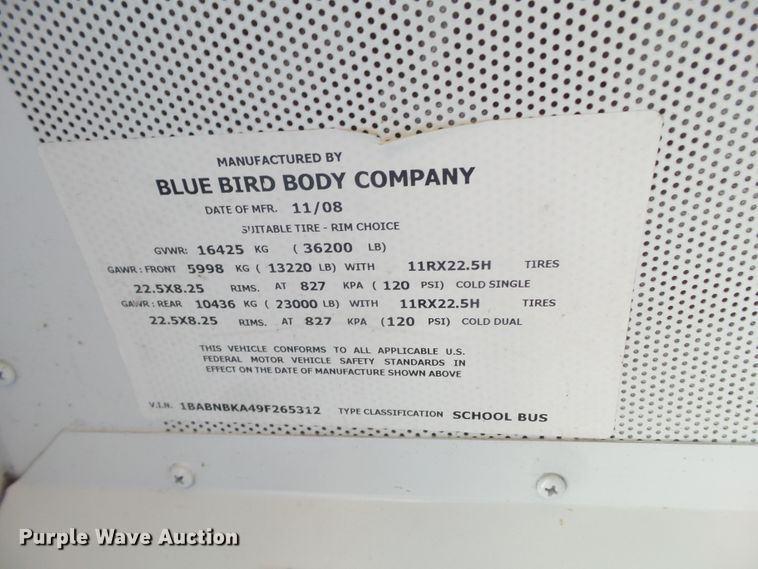 MANUFACTURED BY
BLUE BIRD BODY COMPANY
DATE OF MFR. 11/08
SUITABLE TIRE - RIM CHOICE
GVWR: 16425 KG ( 36200 LB)
GAWR: FRONT 5998 KG ( 13220 LB) WITH 11RX22.5H TIRES
22.5X8.25 RIMS. AT 827 KPA ( 120 PSI) COLD SINGLE
GAWR: REAR 10436 KG ( 23000 LB) WITH 11RX22.5H TIRES
22.5X8.25 RIMS. AT 827 KPA (120 PSI) COLD DUAL
THIS VEHICLE CONFORMS TO ALL APPLICABLE U.S.
FEDERAL MOTOR VEHICLE SAFETY STANDARDS IN
EFFECT ON THE DATE OF MANUFACTURE SHOWN ABOVE
V.I.N. 1BABNBKA49F265312 TYPE CLASSIFICATION SCHOOL BUS
Purple Wave Auction